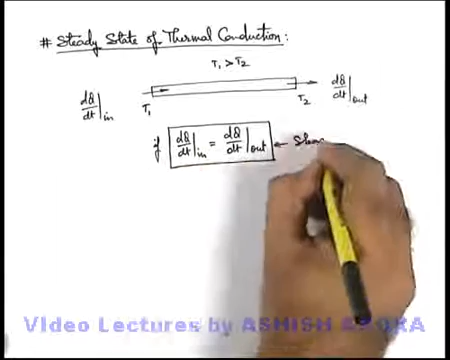 # Steady State of Thermal Conduction:
T₁ > T₂
dQ/dt|in T₁ T₂ dQ/dt|out
if dQ/dt|in = dQ/dt|out ←
Video Lectures by ASHISH ARORA